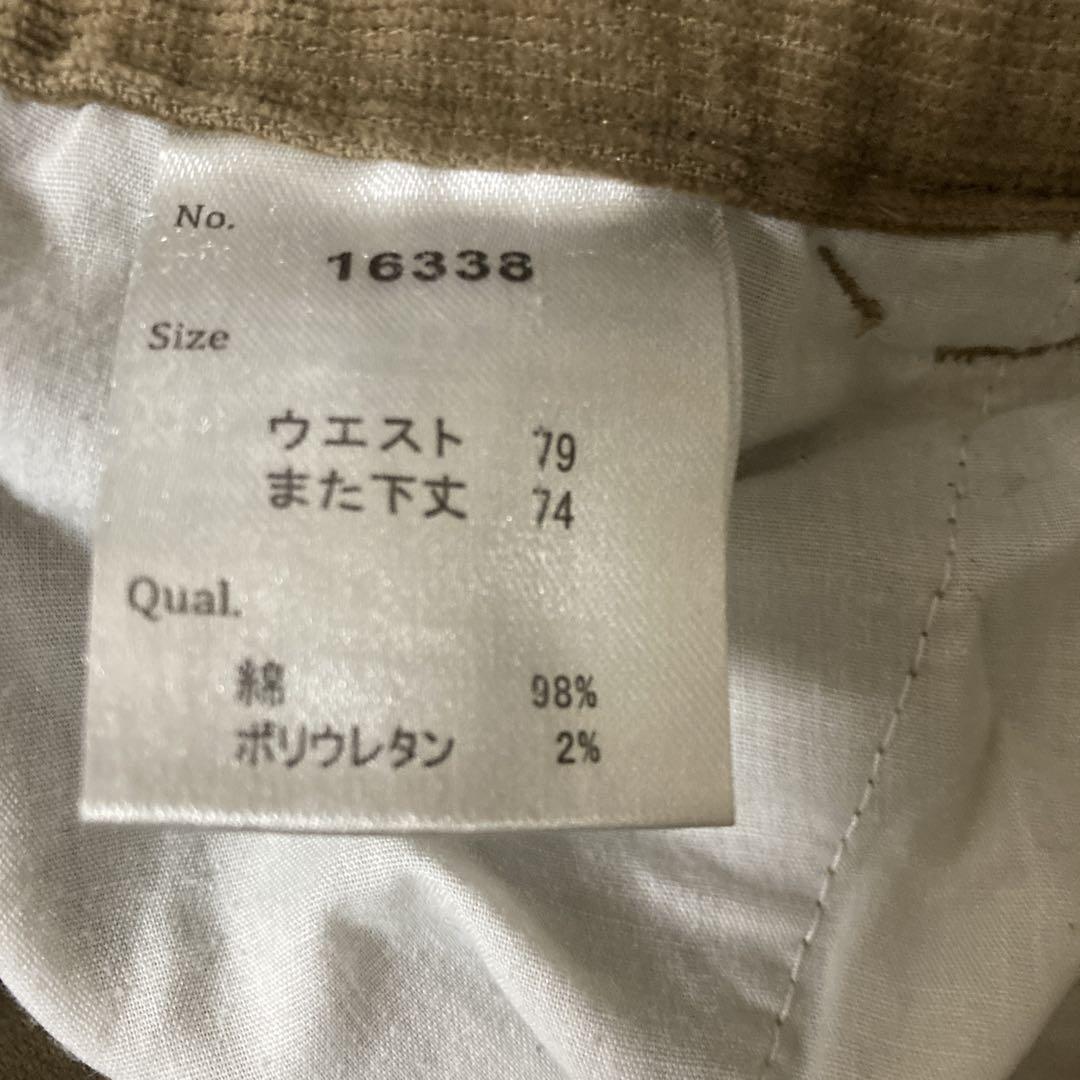 No.
16338
Size
ウエスト 79
また下丈 74
Qual.
綿 98%
ポリウレタン 2%